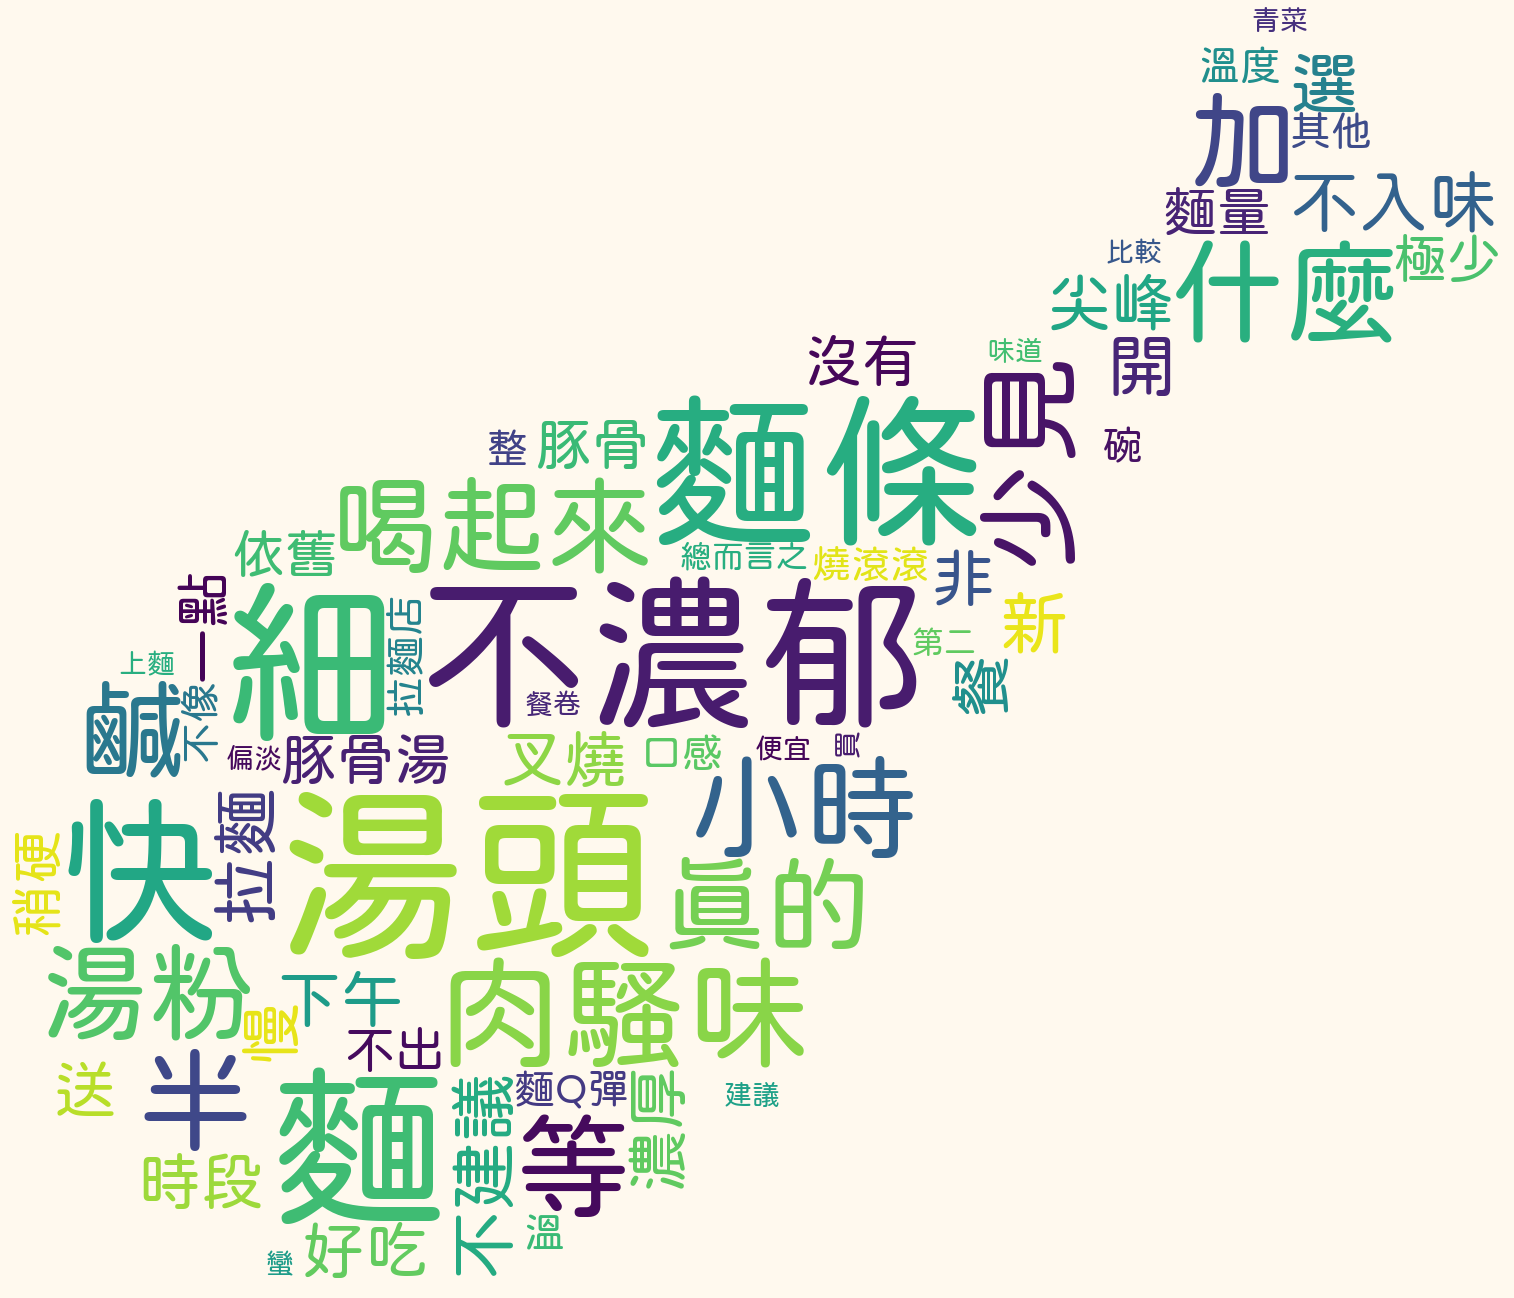 青菜
溫度
選
加
其他
麵量
不入味
比較
什麼
極少
尖峰
沒有
味道
少見
開
豚骨
整
麵條
碗
喝起來
依舊
總而言之
燒滾滾
非
一點
細
拉麵店
不濃郁
新
第二
上麵
鹹
不像
餐卷
餐
偏淡
豚骨湯
叉燒
口感
便宜
買
小時
快
拉麵
湯頭
稍硬
真的
湯粉
下午
慢
肉騷味
不出
送
半
麵
不建議
麵Q彈
濃厚
建議
等
時段
好吃
溫
蠻